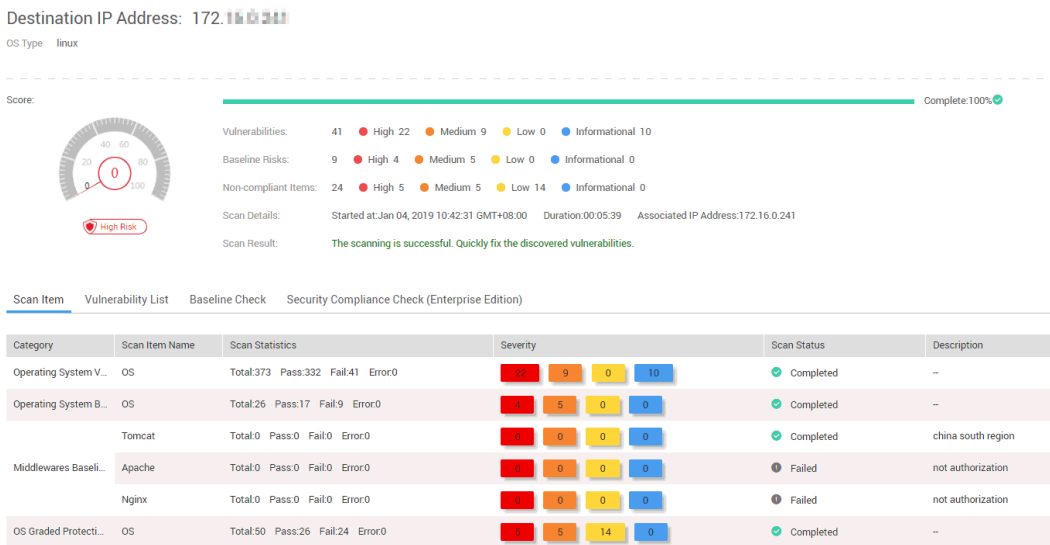 Destination IP Address: 172.
OS Type linux
Score: Complete:100%
Vulnerabilities: 41 High 22 Medium 9 Low 0 Informational 10
Baseline Risks: 9 High 4 Medium 5 Low 0 Informational 0
Non-compliant Items: 24 High 5 Medium 5 Low 14 Informational 0
Scan Details: Started at:Jan 04, 2019 10:42:31 GMT+08:00 Duration:00:05:39 Associated IP Address:172.16.0.241
Scan Result: The scanning is successful. Quickly fix the discovered vulnerabilities.
40 60
20 80
0 0 100
High Risk
Scan Item Vulnerability List Baseline Check Security Compliance Check (Enterprise Edition)
Category Scan Item Name Scan Statistics Severity Scan Status Description
Operating System V... OS Total:373 Pass:332 Fail:41 Error:0 22 9 0 10 Completed --
Operating System B... OS Total:26 Pass:17 Fail:9 Error:0 4 5 0 0 Completed --
Tomcat Total:0 Pass:0 Fail:0 Error:0 0 0 0 0 Completed china south region
Middlewares Baseli... Apache Total:0 Pass:0 Fail:0 Error:0 0 0 0 0 Failed not authorization
Nginx Total:0 Pass:0 Fail:0 Error:0 0 0 0 0 Failed not authorization
OS Graded Protecti... OS Total:50 Pass:26 Fail:24 Error:0 5 5 14 0 Completed --